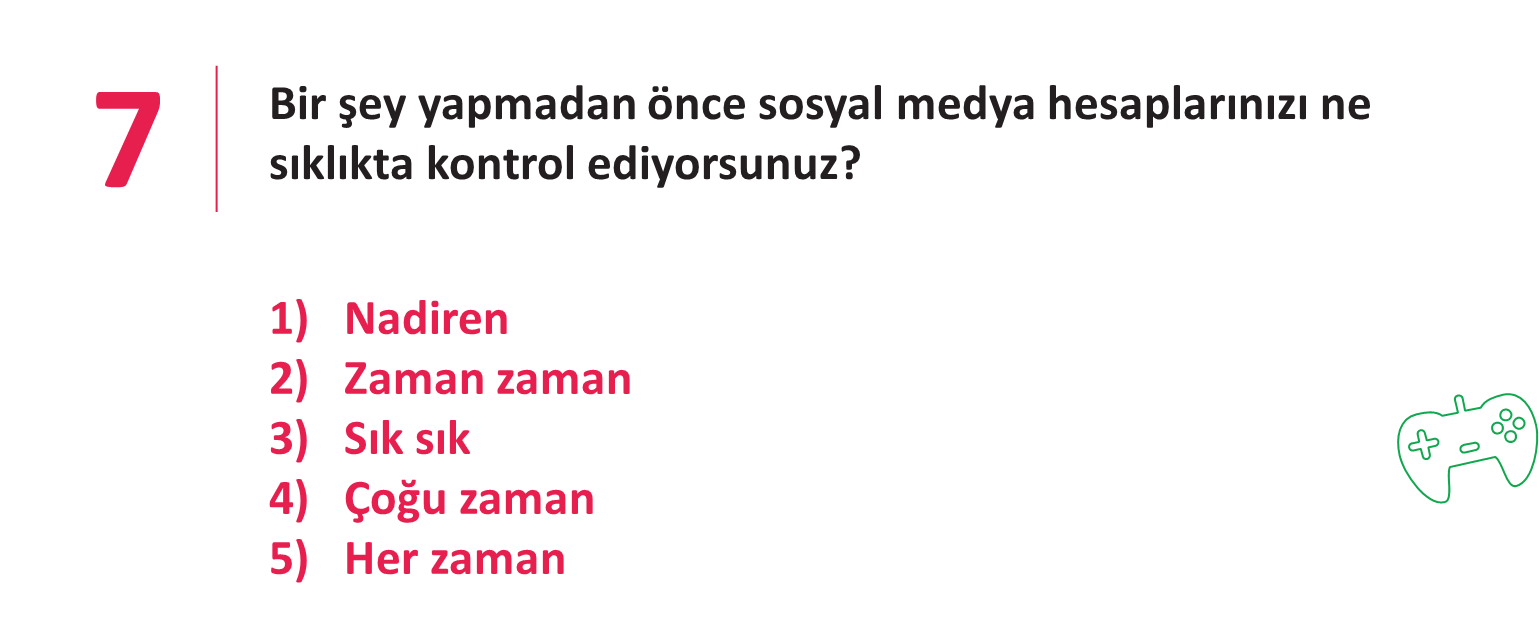 7
Bir şey yapmadan önce sosyal medya hesaplarınızı ne
sıklıkta kontrol ediyorsunuz?
1) Nadiren
2) Zaman zaman
3) Sık sık
4) Çoğu zaman
5) Her zaman